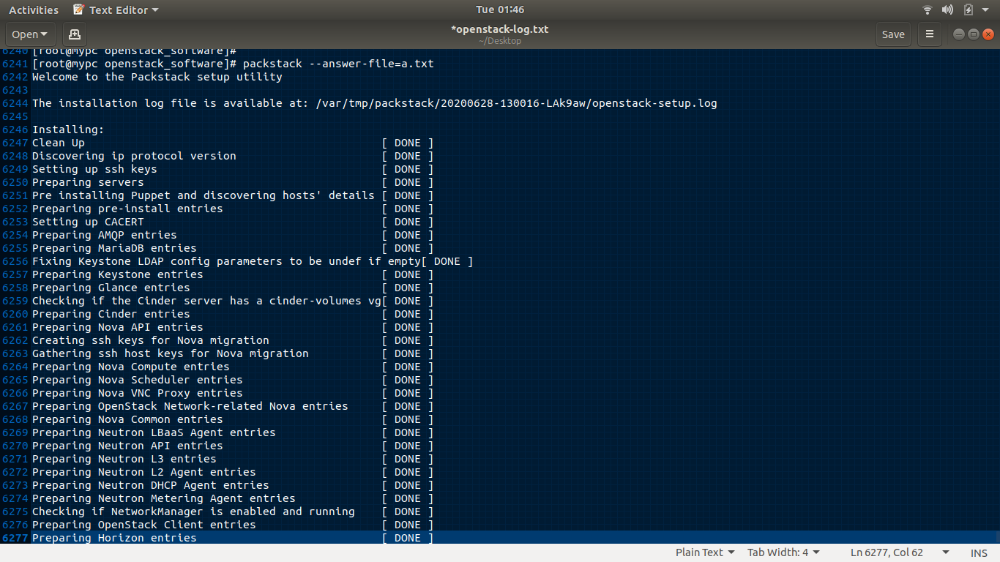 Activities Text Editor Tue 01:46
Open *openstack-log.txt Save
~/Desktop
6240 [root@mypc openstack_software]#
6241 [root@mypc openstack_software]# packstack --answer-file=a.txt
6242 Welcome to the Packstack setup utility
6243
6244 The installation log file is available at: /var/tmp/packstack/20200628-130016-LAk9aw/openstack-setup.log
6245
6246 Installing:
6247 Clean Up [ DONE ]
6248 Discovering ip protocol version [ DONE ]
6249 Setting up ssh keys [ DONE ]
6250 Preparing servers [ DONE ]
6251 Pre installing Puppet and discovering hosts' details [ DONE ]
6252 Preparing pre-install entries [ DONE ]
6253 Setting up CACERT [ DONE ]
6254 Preparing AMQP entries [ DONE ]
6255 Preparing MariaDB entries [ DONE ]
6256 Fixing Keystone LDAP config parameters to be undef if empty[ DONE ]
6257 Preparing Keystone entries [ DONE ]
6258 Preparing Glance entries [ DONE ]
6259 Checking if the Cinder server has a cinder-volumes vg[ DONE ]
6260 Preparing Cinder entries [ DONE ]
6261 Preparing Nova API entries [ DONE ]
6262 Creating ssh keys for Nova migration [ DONE ]
6263 Gathering ssh host keys for Nova migration [ DONE ]
6264 Preparing Nova Compute entries [ DONE ]
6265 Preparing Nova Scheduler entries [ DONE ]
6266 Preparing Nova VNC Proxy entries [ DONE ]
6267 Preparing OpenStack Network-related Nova entries [ DONE ]
6268 Preparing Nova Common entries [ DONE ]
6269 Preparing Neutron LBaaS Agent entries [ DONE ]
6270 Preparing Neutron API entries [ DONE ]
6271 Preparing Neutron L3 entries [ DONE ]
6272 Preparing Neutron L2 Agent entries [ DONE ]
6273 Preparing Neutron DHCP Agent entries [ DONE ]
6274 Preparing Neutron Metering Agent entries [ DONE ]
6275 Checking if NetworkManager is enabled and running [ DONE ]
6276 Preparing OpenStack Client entries [ DONE ]
6277 Preparing Horizon entries [ DONE ]
Plain Text Tab Width: 4 Ln 6277, Col 62 INS